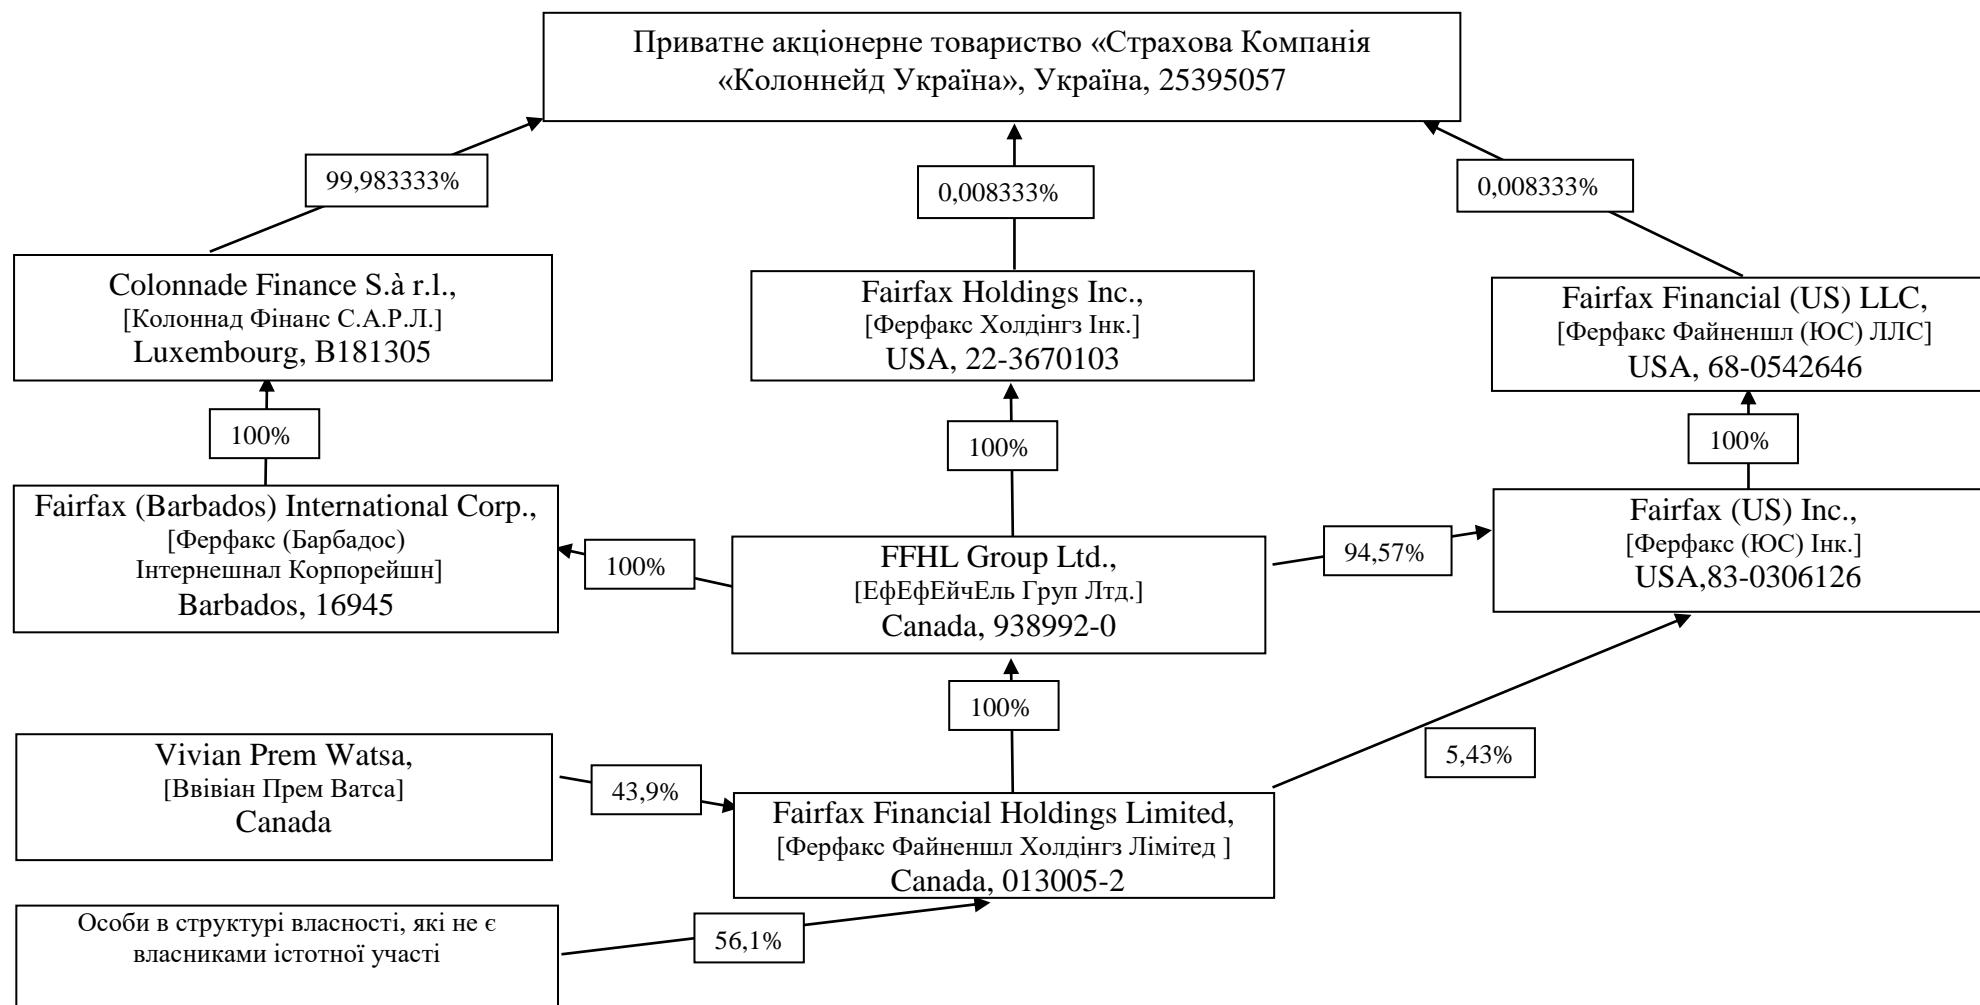 Приватне акціонерне товариство «Страхова Компанія
«Колоннейд Україна», Україна, 25395057
99,983333%
0,008333%
0,008333%
Colonnade Finance S.à r.l.,
[Колоннад Фінанс С.А.Р.Л.]
Luxembourg, B181305
Fairfax Holdings Inc.,
[Ферфакс Холдінгз Інк.]
USA, 22-3670103
Fairfax Financial (US) LLC,
[Ферфакс Файненшл (ЮС) ЛЛС]
USA, 68-0542646
100%
100%
100%
Fairfax (Barbados) International Corp.,
[Ферфакс (Барбадос)
Інтернешнал Корпорейшн]
Barbados, 16945
100%
FFHL Group Ltd.,
[ЕфЕфЕйчЕль Груп Лтд.]
Canada, 938992-0
94,57%
Fairfax (US) Inc.,
[Ферфакс (ЮС) Інк.]
USA,83-0306126
100%
5,43%
Vivian Prem Watsa,
[Ввівіан Прем Ватса]
Canada
43,9%
Fairfax Financial Holdings Limited,
[Ферфакс Файненшл Холдінгз Лімітед ]
Canada, 013005-2
Особи в структурі власності, які не є
власниками істотної участі
56,1%